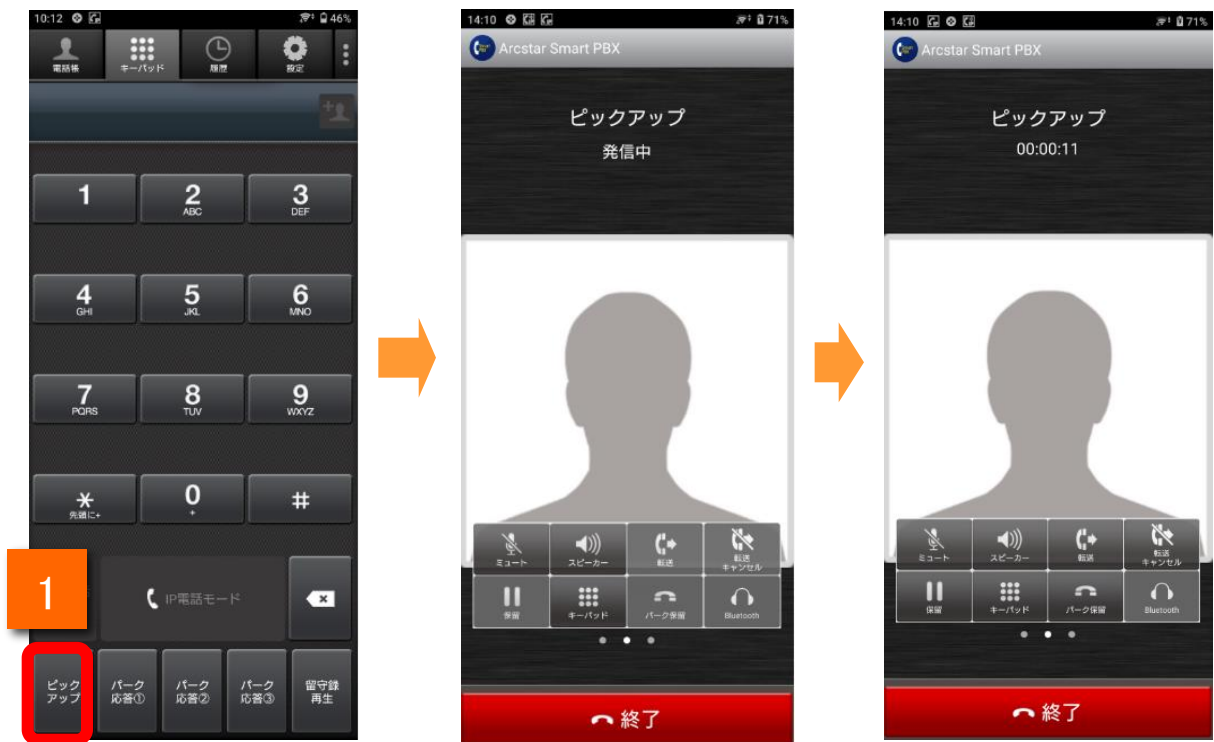 10:12 46%
電話帳 キーパッド 履歴 設定
1
2
ABC
3
DEF
4
GHI
5
JKL
6
MNO
7
PQRS
8
TUV
9
WXYZ
*
先頭に+
0
+
#
1
IP電話モード
ピック
アップ
パーク
応答①
パーク
応答②
パーク
応答③
留守録
再生
14:10 71%
Arcstar Smart PBX
ピックアップ
発信中
ミュート スピーカー 転送 転送
キャンセル
保留 キーパッド パーク保留 Bluetooth
終了
14:10 71%
Arcstar Smart PBX
ピックアップ
00:00:11
ミュート スピーカー 転送 転送
キャンセル
保留 キーパッド パーク保留 Bluetooth
終了